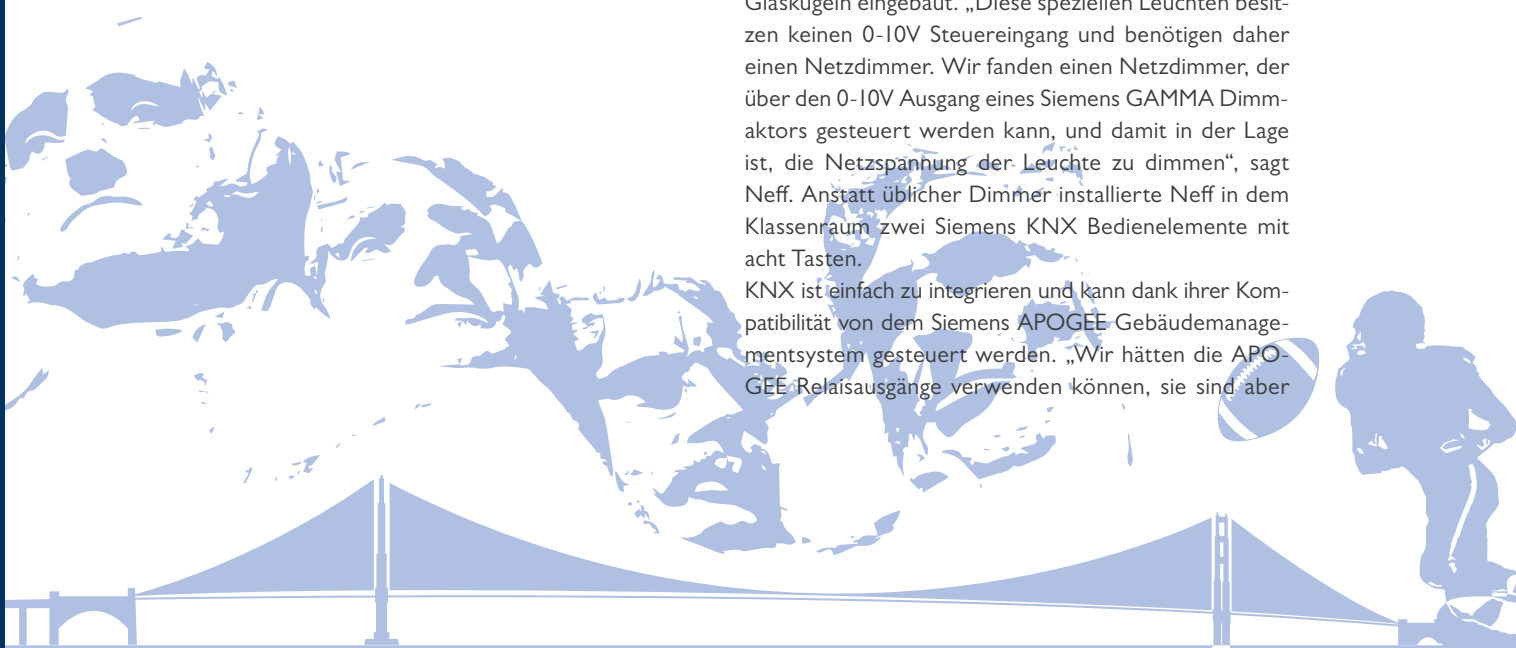 Glaskugeln eingebaut. „Diese speziellen Leuchten besit-
zen keinen 0-10V Steuereingang und benötigen daher
einen Netzdimmer. Wir fanden einen Netzdimmer, der
über den 0-10V Ausgang eines Siemens GAMMA Dimm-
aktors gesteuert werden kann, und damit in der Lage
ist, die Netzspannung der Leuchte zu dimmen“, sagt
Neff. Anstatt üblicher Dimmer installierte Neff in dem
Klassenraum zwei Siemens KNX Bedienelemente mit
acht Tasten.
KNX ist einfach zu integrieren und kann dank ihrer Kom-
patibilität von dem Siemens APOGEE Gebäudemanage-
mentsystem gesteuert werden. „Wir hätten die APO-
GEE Relaisausgänge verwenden können, sie sind aber